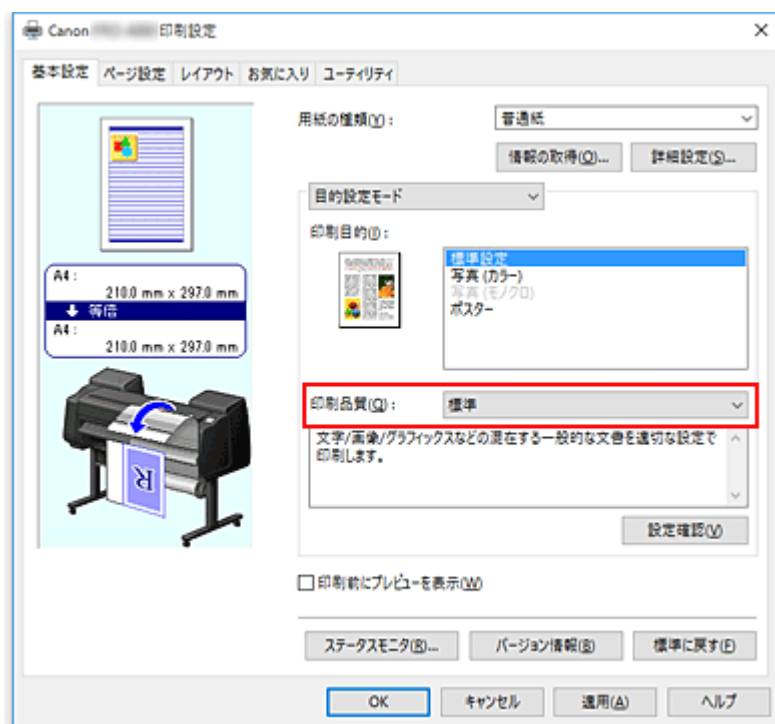 Canon 印刷設定
基本設定 ページ設定 レイアウト お気に入り ユーティリティ
用紙の種類(Y): 普通紙
情報の取得(O)... 詳細設定(S)...
目的設定モード
印刷目的(I):
標準設定
写真 (カラー)
写真 (モノクロ)
ポスター
A4:
210.0 mm x 297.0 mm
等倍
A4:
210.0 mm x 297.0 mm
R
印刷品質(Q): 標準
文字/画像/グラフィックスなどの混在する一般的な文書を適切な設定で
印刷します。
設定確認(V)
印刷前にプレビューを表示(W)
ステータスモニタ(R)... バージョン情報(B) 標準に戻す(F)
OK キャンセル 適用(A) ヘルプ